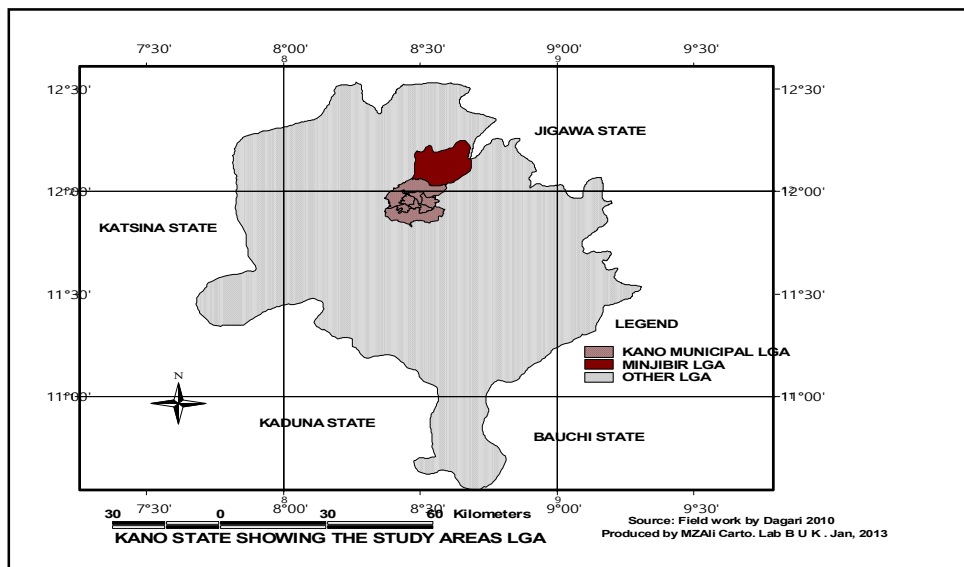 7°30' 8°00' 8°30' 9°00' 9°30'
9
12°30' 12°30'
JIGAWA STATE
12°00' 12°00'
KATSINA STATE
11°30' 11°30'
LEGEND
KANO MUNICIPAL LGA
MINJIBIR LGA
OTHER LGA
N
11°00' 11°00'
KADUNA STATE
BAUCHI STATE
8 9
7°30' 8°00' 8°30' 9°00' 9°30'
30 0 30 60 Kilometers
KANO STATE SHOWING THE STUDY AREAS LGA
Source: Field work by Dagari 2010
Produced by MZAli Carto. Lab B U K . Jan, 2013